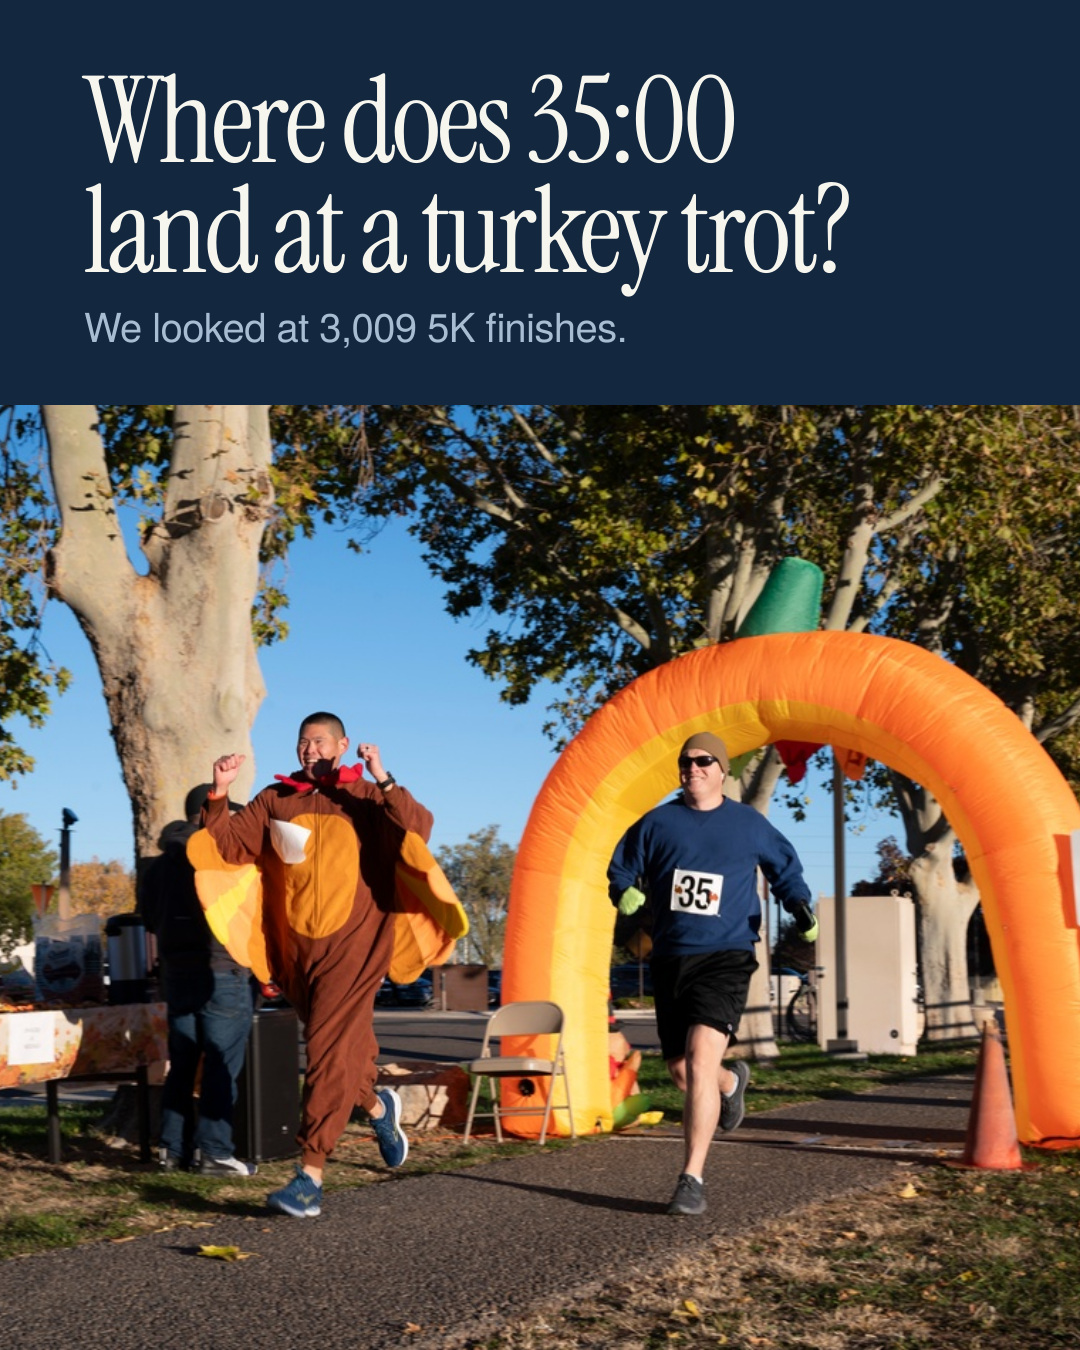 Where does 35:00
land at a turkey trot?
We looked at 3,009 5K finishes.
35